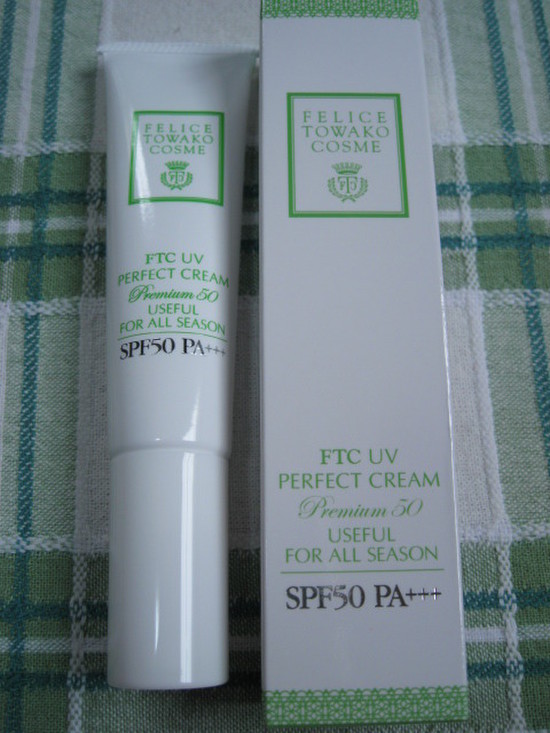 FELICE
TOWAKO
COSME
FTC UV
PERFECT CREAM
Premium 50
USEFUL
FOR ALL SEASON
SPF50 PA+++
FELICE
TOWAKO
COSME
FTC UV
PERFECT CREAM
Premium 50
USEFUL
FOR ALL SEASON
SPF50 PA+++